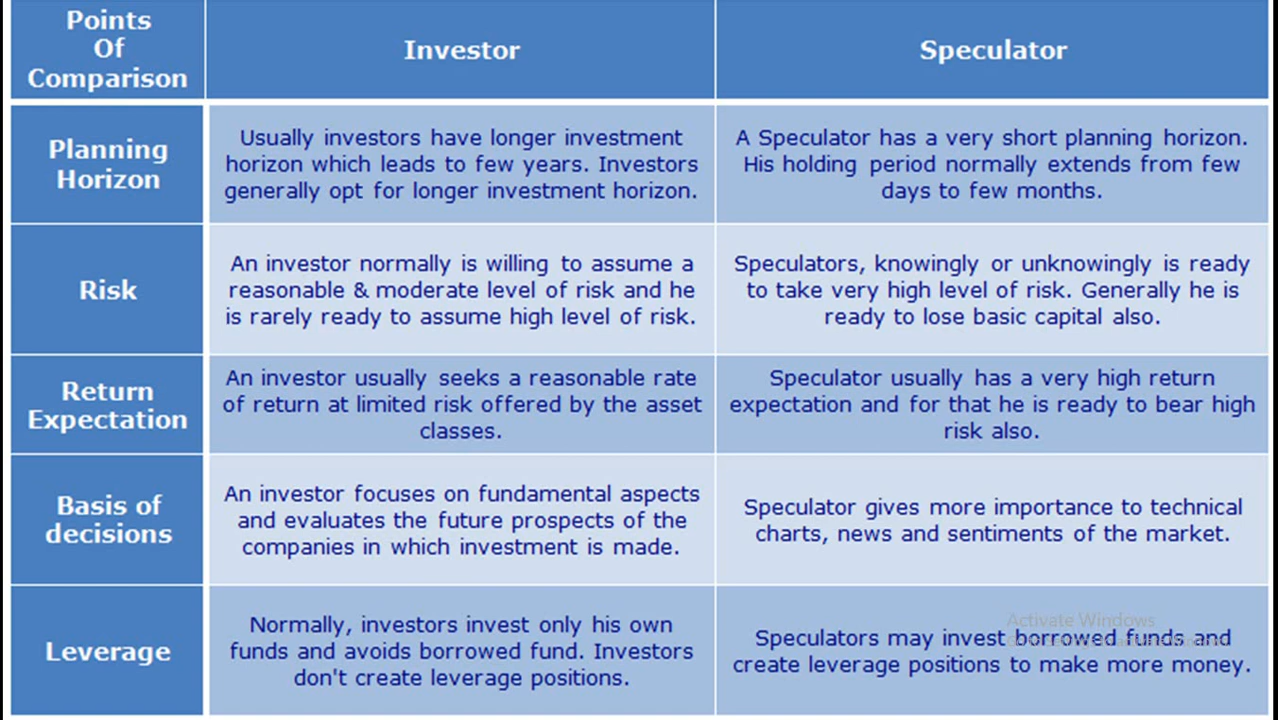 Points
Of
Comparison
Investor
Speculator
Planning
Horizon
Usually investors have longer investment
horizon which leads to few years. Investors
generally opt for longer investment horizon.
A Speculator has a very short planning horizon.
His holding period normally extends from few
days to few months.
Risk
An investor normally is willing to assume a
reasonable & moderate level of risk and he
is rarely ready to assume high level of risk.
Speculators, knowingly or unknowingly is ready
to take very high level of risk. Generally he is
ready to lose basic capital also.
Return
Expectation
An investor usually seeks a reasonable rate
of return at limited risk offered by the asset
classes.
Speculator usually has a very high return
expectation and for that he is ready to bear high
risk also.
Basis of
decisions
An investor focuses on fundamental aspects
and evaluates the future prospects of the
companies in which investment is made.
Speculator gives more importance to technical
charts, news and sentiments of the market.
Leverage
Normally, investors invest only his own
funds and avoids borrowed fund. Investors
don't create leverage positions.
Speculators may invest borrowed funds and
create leverage positions to make more money.
Activate Windows